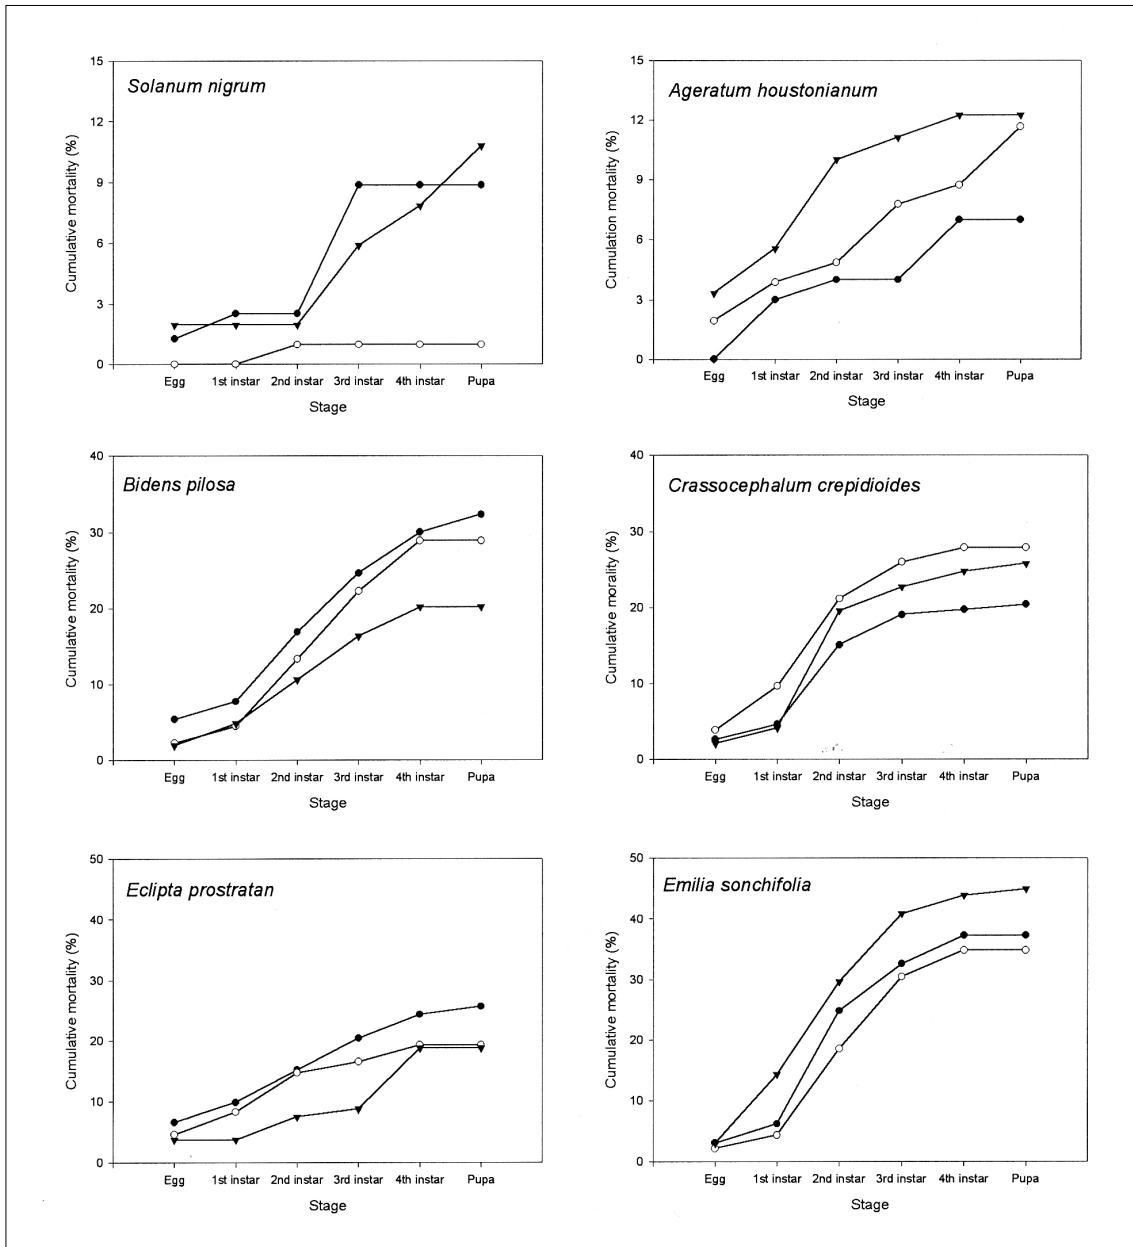 Solanum nigrum
Cumulative mortality (%)
15
12
9
6
3
0
Egg 1st instar 2nd instar 3rd instar 4th instar Pupa
Stage
Ageratum houstonianum
Cumulation mortality (%)
15
12
9
6
3
0
Egg 1st instar 2nd instar 3rd instar 4th instar Pupa
Stage
Bidens pilosa
Cumulative mortality (%)
40
30
20
10
0
Egg 1st instar 2nd instar 3rd instar 4th instar Pupa
Stage
Crassocephalum crepidioides
Cumulative morality (%)
40
30
20
10
0
Egg 1st instar 2nd instar 3rd instar 4th instar Pupa
Stage
Eclipta prostratan
Cumulative mortality (%)
50
40
30
20
10
0
Egg 1st instar 2nd instar 3rd instar 4th instar Pupa
Stage
Emilia sonchifolia
Cumulative mortality (%)
50
40
30
20
10
0
Egg 1st instar 2nd instar 3rd instar 4th instar Pupa
Stage